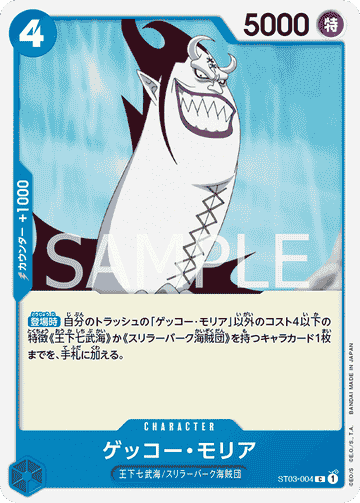 4
5000
特
カウンター +1000
SAMPLE
登場時 自分のトラッシュの「ゲッコー・モリア」以外のコスト4以下の
特徴《王下七武海》か《スリラーバーク海賊団》を持つキャラカード1枚
までを、手札に加える。
CHARACTER
ゲッコー・モリア
王下七武海/スリラーバーク海賊団
ST03-004 C 1
©E.O./S., T.A. BANDAI MADE IN JAPAN